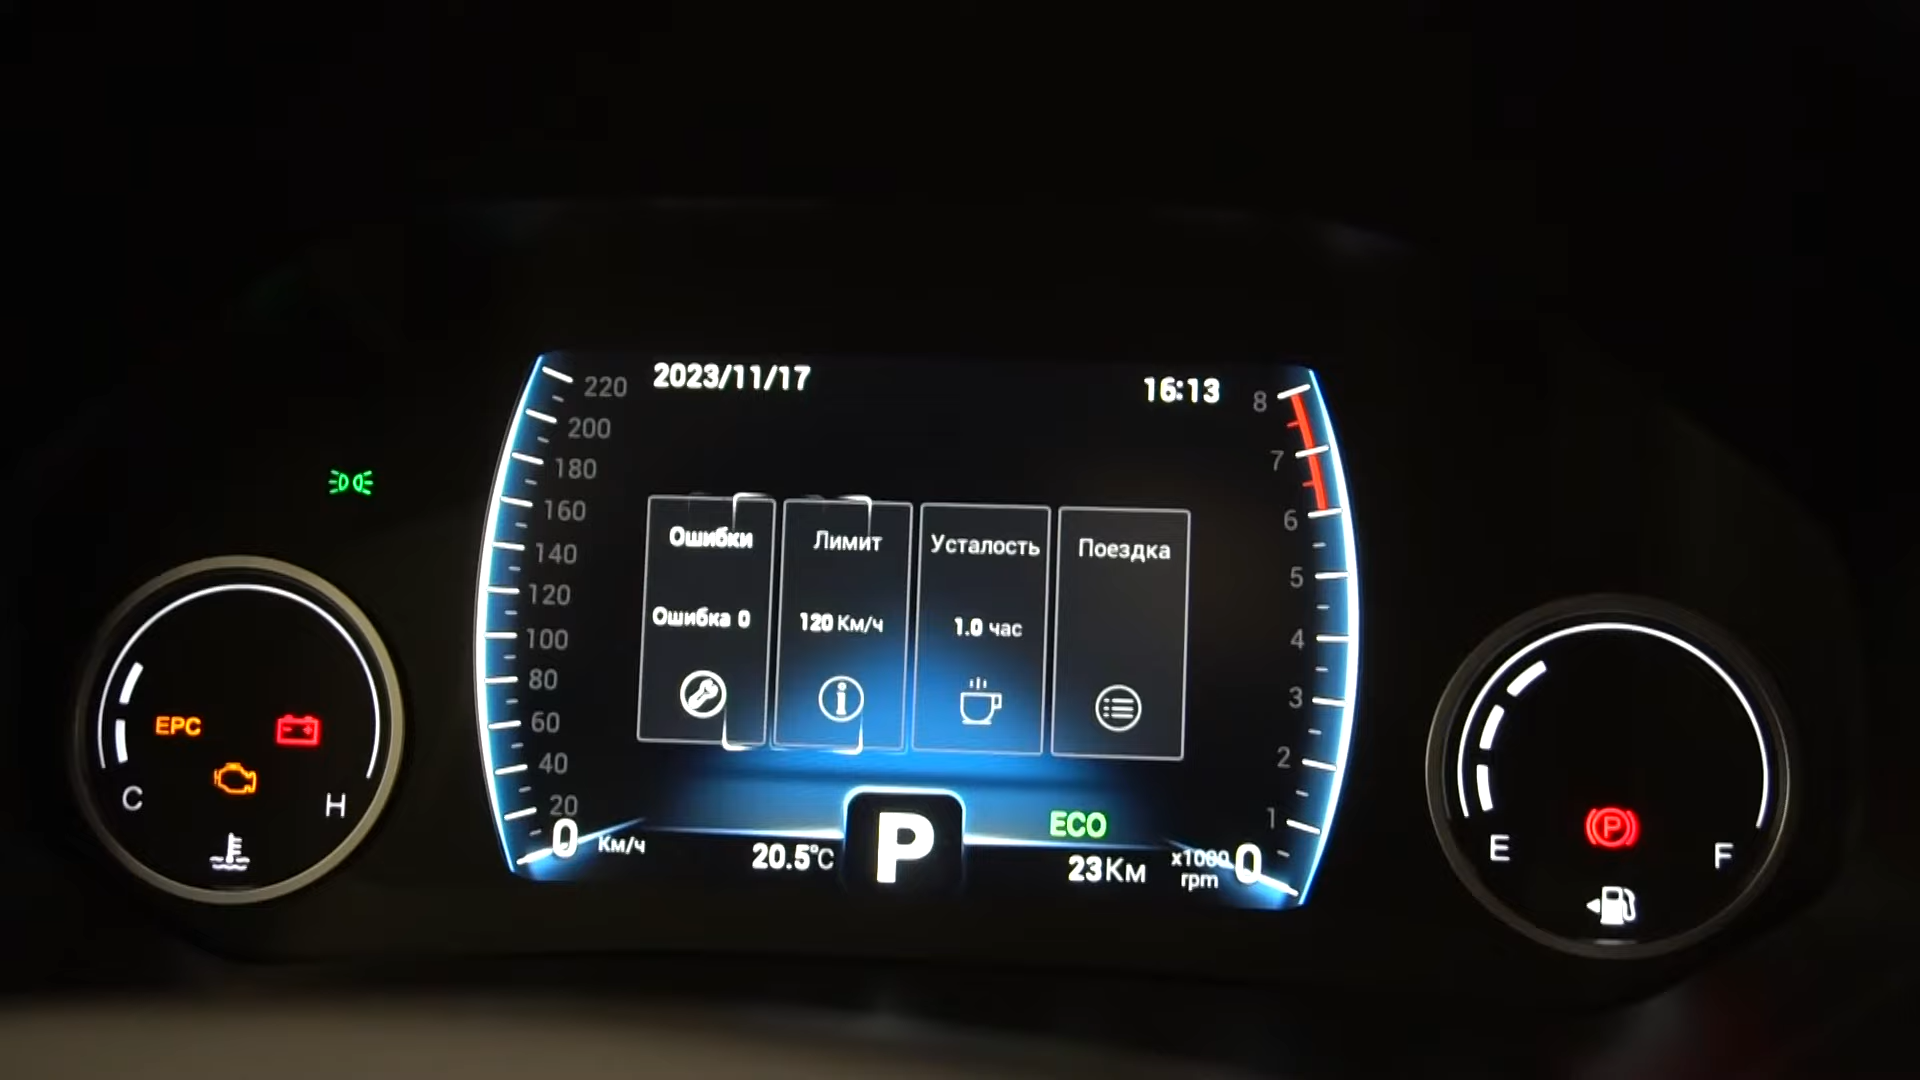 2023/11/17
16:13
220
200
180
160
140
120
100
80
60
40
20
0
Км/ч
8
7
6
5
4
3
2
1
0
x1000
rpm
Ошибки
Ошибка 0
Лимит
120 Км/ч
Усталость
1.0 час
Поездка
EPC
C
H
P
ECO
20.5°C
23Км
P
E
F